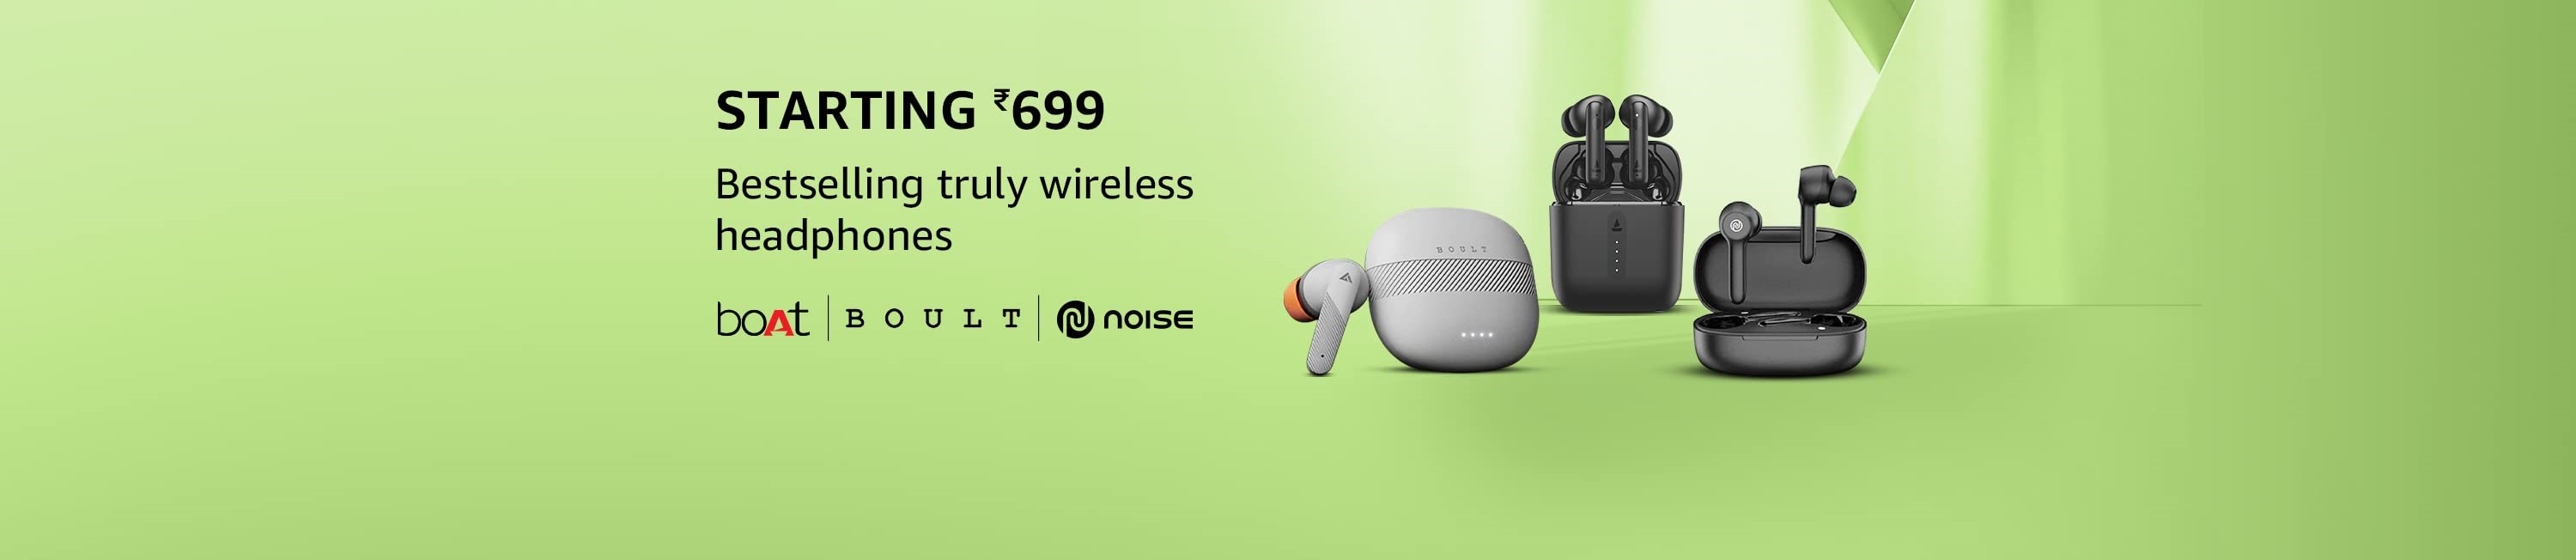 STARTING ₹699
Bestselling truly wireless
headphones
boAt | BOULT | noise
BOULT